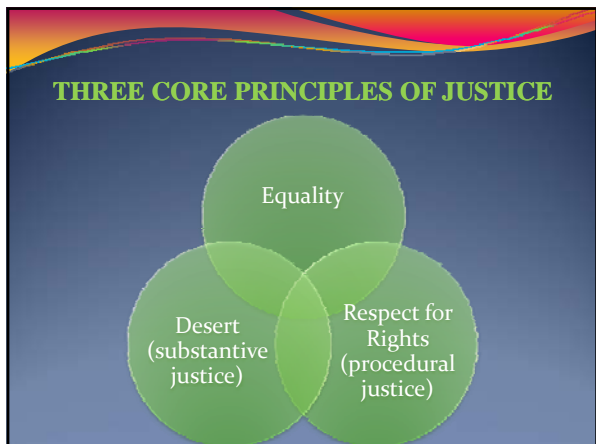 THREE CORE PRINCIPLES OF JUSTICE
Equality
Desert
(substantive
justice)
Respect for
Rights
(procedural
justice)